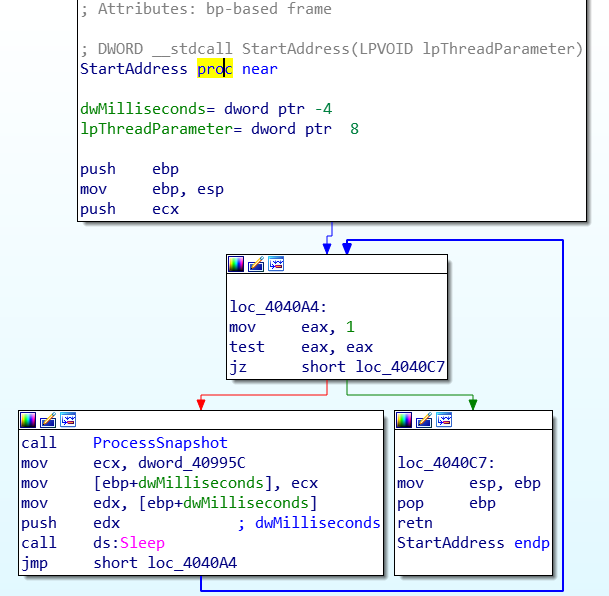 ; Attributes: bp-based frame
; DWORD __stdcall StartAddress(LPVOID lpThreadParameter)
StartAddress proc near
dwMilliseconds= dword ptr -4
lpThreadParameter= dword ptr  8
push    ebp
mov     ebp, esp
push    ecx
loc_4040A4:
mov     eax, 1
test    eax, eax
jz      short loc_4040C7
call    ProcessSnapshot
mov     ecx, dword_40995C
mov     [ebp+dwMilliseconds], ecx
mov     edx, [ebp+dwMilliseconds]
push    edx             ; dwMilliseconds
call    ds:Sleep
jmp     short loc_4040A4
loc_4040C7:
mov     esp, ebp
pop     ebp
retn
StartAddress endp